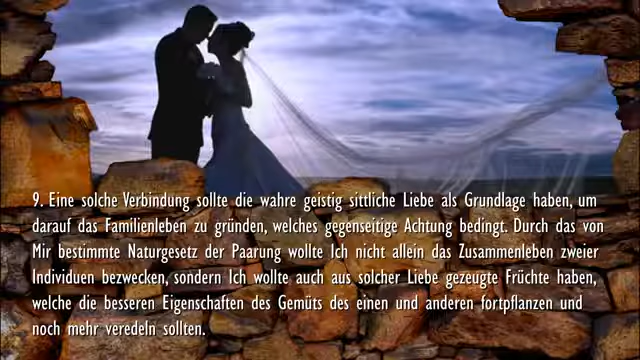 9. Eine solche Verbindung sollte die wahre geistig sittliche Liebe als Grundlage haben, um
darauf das Familienleben zu gründen, welches gegenseitige Achtung bedingt. Durch das von
Mir bestimmte Naturgesetz der Paarung wollte Ich nicht allein das Zusammenleben zweier
Individuen bezwecken, sondern Ich wollte auch aus solcher Liebe gezeugte Früchte haben,
welche die besseren Eigenschaften des Gemüts des einen und anderen fortpflanzen und
noch mehr veredeln sollten.